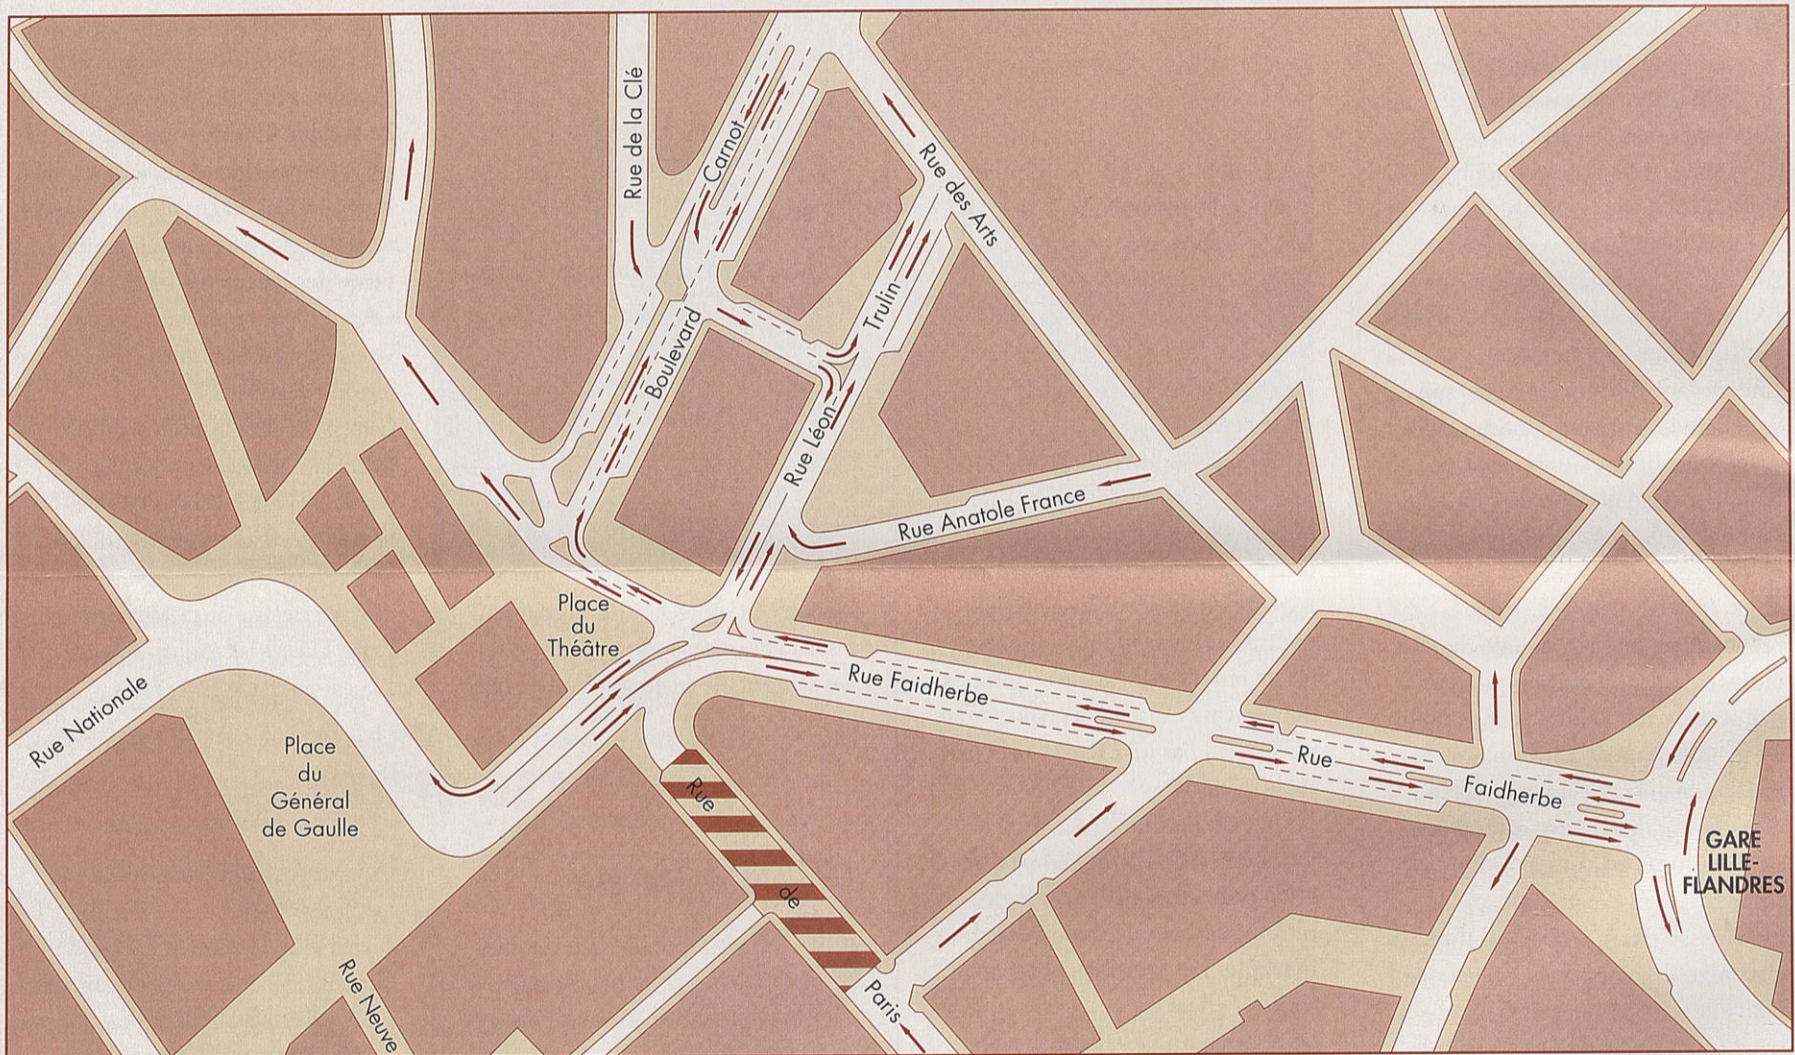 Rue de la Clé
Carnot
Rue des Arts
Boulevard
Trulin
Rue Léon
Rue Anatole France
Place
du
Théâtre
Rue Faidherbe
Rue Nationale
Place
du
Général
de Gaulle
Rue
Faidherbe
Rue
de
Paris
GARE
LILLE-
FLANDRES
Rue Neuve